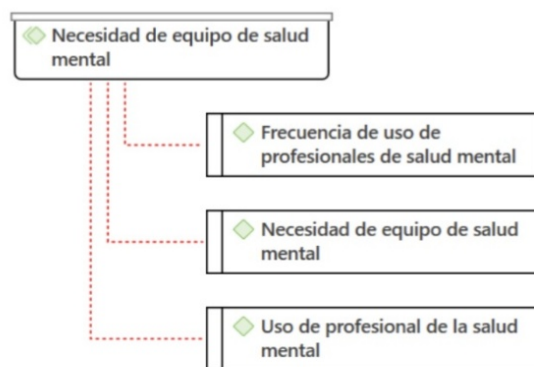 Necesidad de equipo de salud
mental
Frecuencia de uso de
profesionales de salud mental
Necesidad de equipo de salud
mental
Uso de profesional de la salud
mental